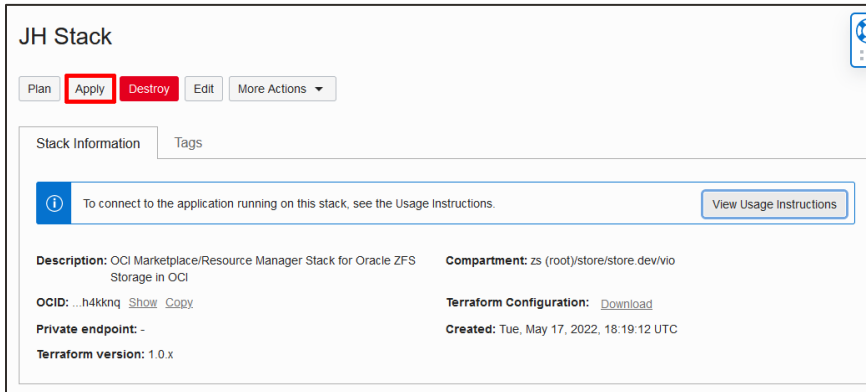 JH Stack
Plan Apply Destroy Edit More Actions
Stack Information Tags
To connect to the application running on this stack, see the Usage Instructions. View Usage Instructions
Description: OCI Marketplace/Resource Manager Stack for Oracle ZFS
Storage in OCI
Compartment: zs (root)/store/store.dev/vio
OCID: ...h4kknq Show Copy
Terraform Configuration: Download
Private endpoint: -
Created: Tue, May 17, 2022, 18:19:12 UTC
Terraform version: 1.0.x